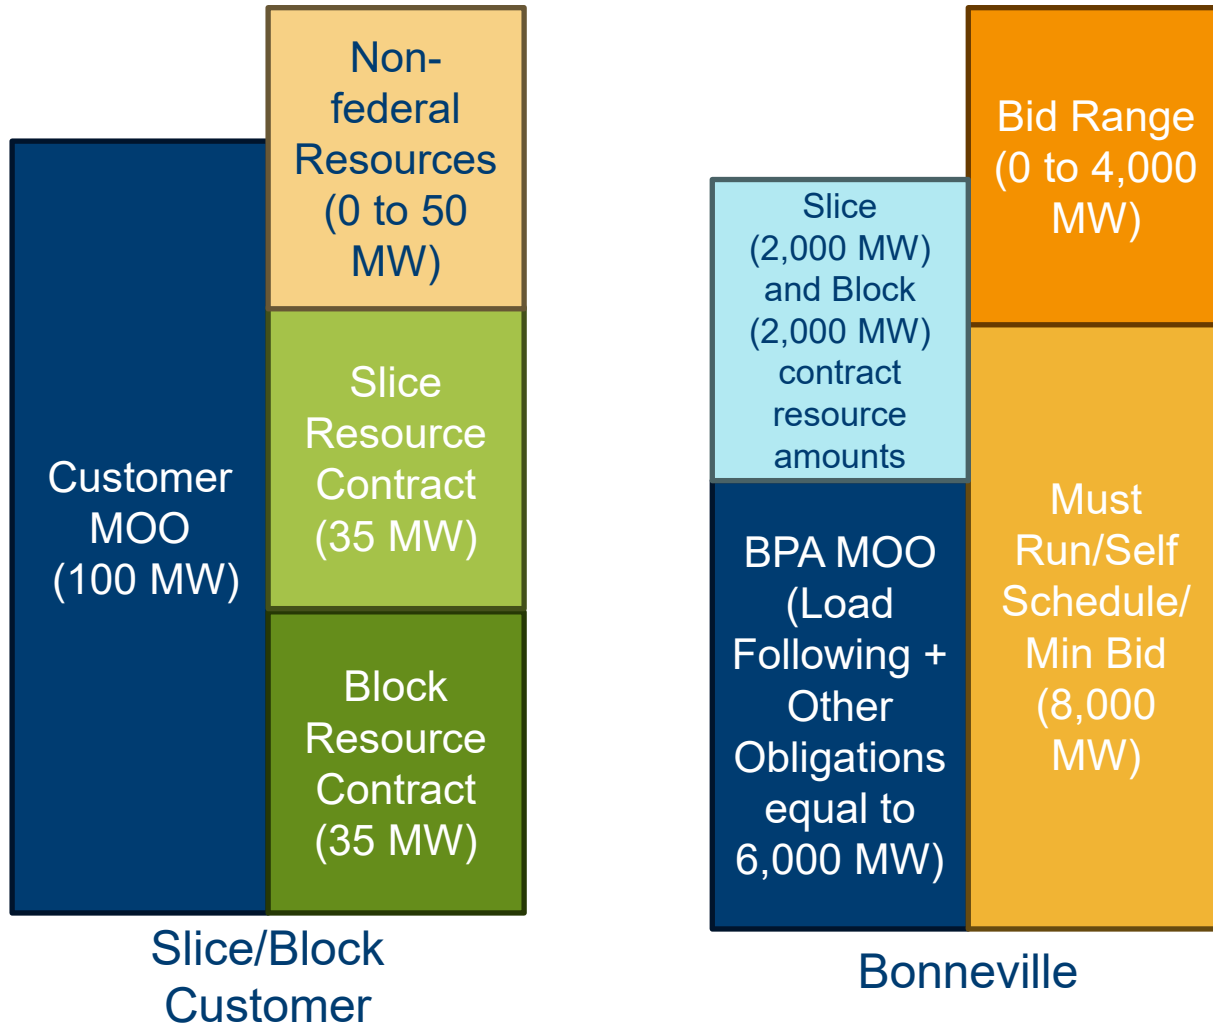 Non-
federal
Resources
(0 to 50
MW)
Customer
MOO
(100 MW)
Slice
Resource
Contract
(35 MW)
Block
Resource
Contract
(35 MW)
Slice/Block
Customer
Bid Range
(0 to 4,000
MW)
Slice
(2,000 MW)
and Block
(2,000 MW)
contract
resource
amounts
BPA MOO
(Load
Following +
Other
Obligations
equal to
6,000 MW)
Must
Run/Self
Schedule/
Min Bid
(8,000
MW)
Bonneville